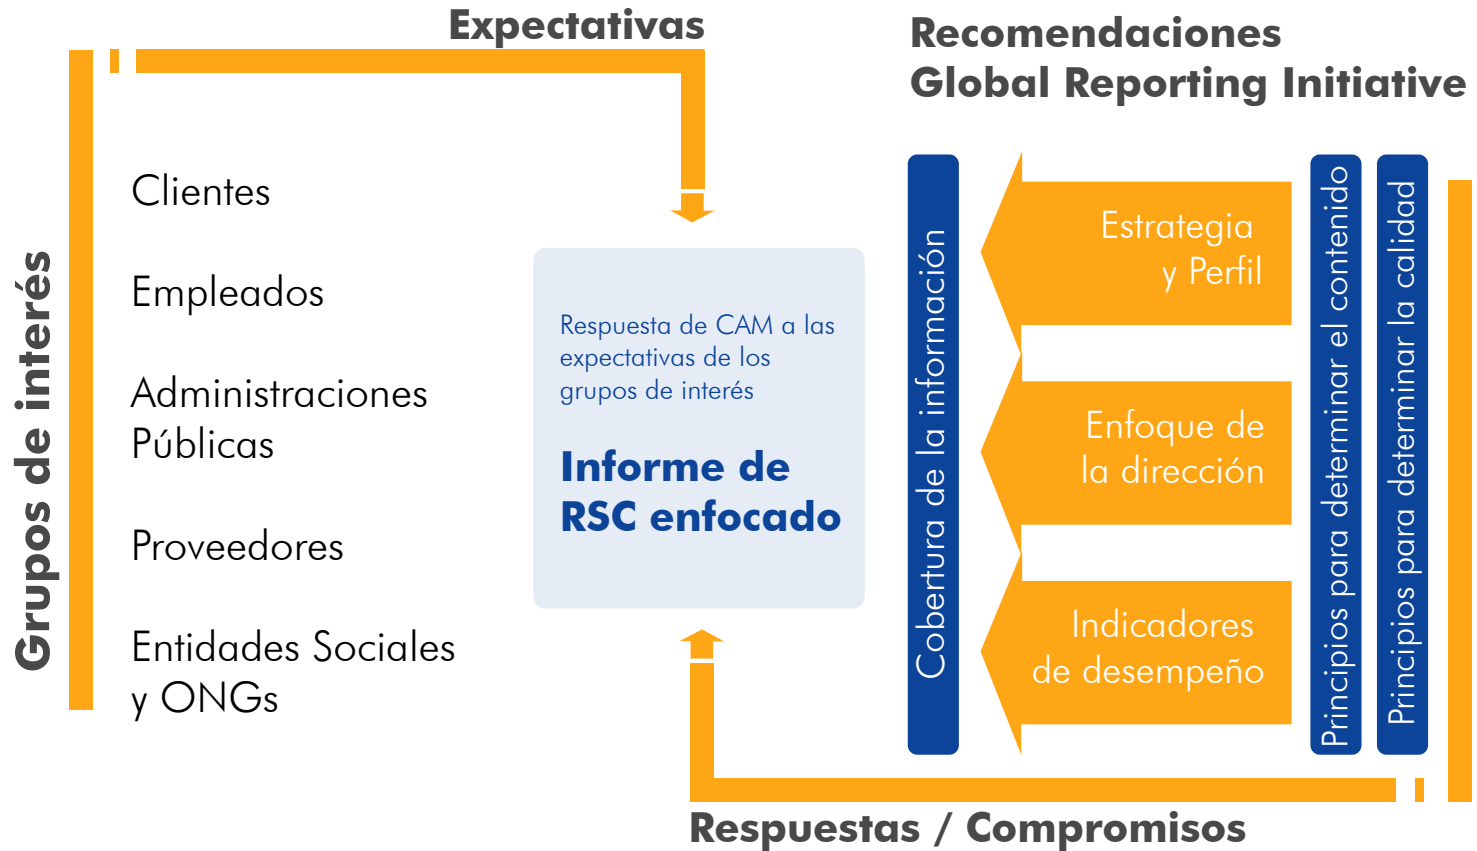 Expectativas
Grupos de interés
Clientes
Empleados
Administraciones
Públicas
Proveedores
Entidades Sociales
y ONGs
Respuesta de CAM a las
expectativas de los
grupos de interés
Informe de
RSC enfocado
Recomendaciones
Global Reporting Initiative
Cobertura de la información
Estrategia
y Perfil
Enfoque de
la dirección
Indicadores
de desempeño
Principios para determinar el contenido
Principios para determinar la calidad
Respuestas / Compromisos